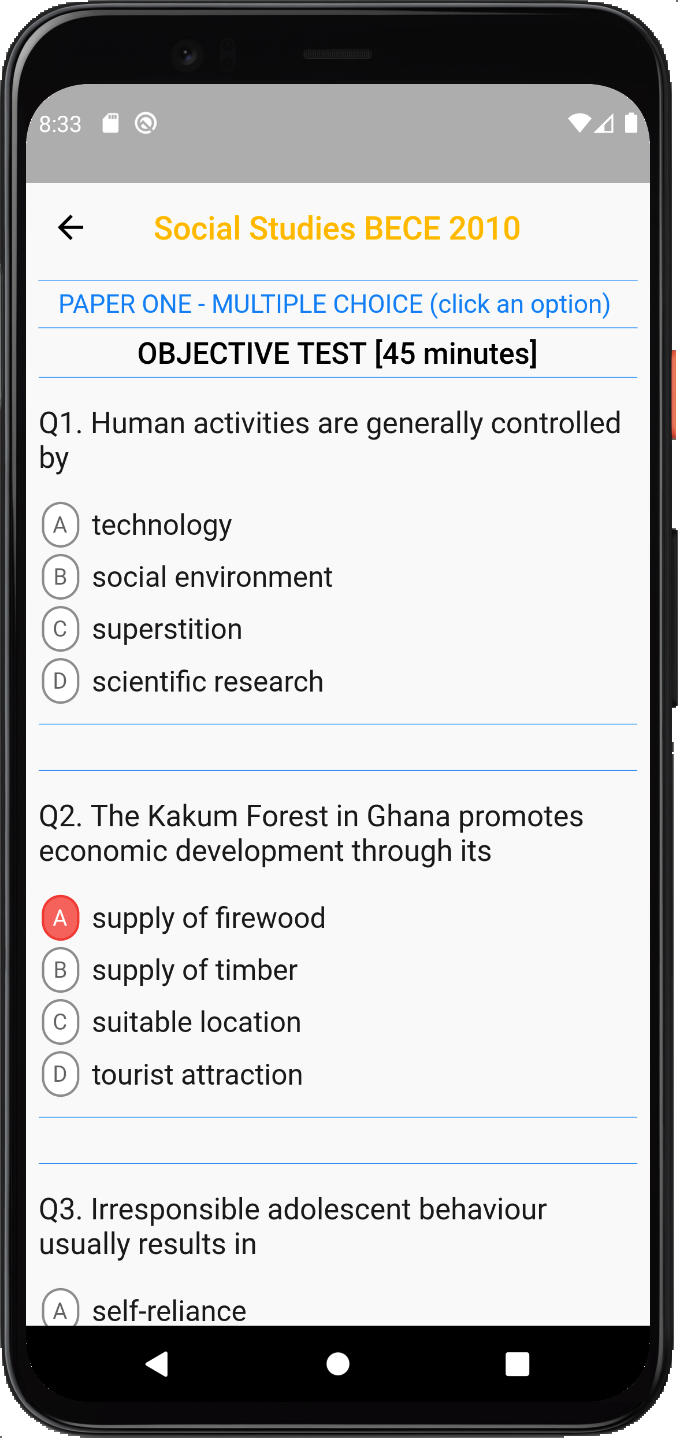 8:33
Social Studies BECE 2010
PAPER ONE - MULTIPLE CHOICE (click an option)
OBJECTIVE TEST [45 minutes]
Q1. Human activities are generally controlled
by
A technology
B social environment
C superstition
D scientific research
Q2. The Kakum Forest in Ghana promotes
economic development through its
A supply of firewood
B supply of timber
C suitable location
D tourist attraction
Q3. Irresponsible adolescent behaviour
usually results in
A self-reliance